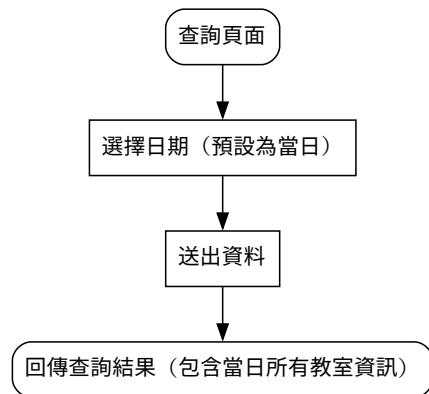 查詢頁面
選擇日期（預設為當日）
送出資料
回傳查詢結果（包含當日所有教室資訊）